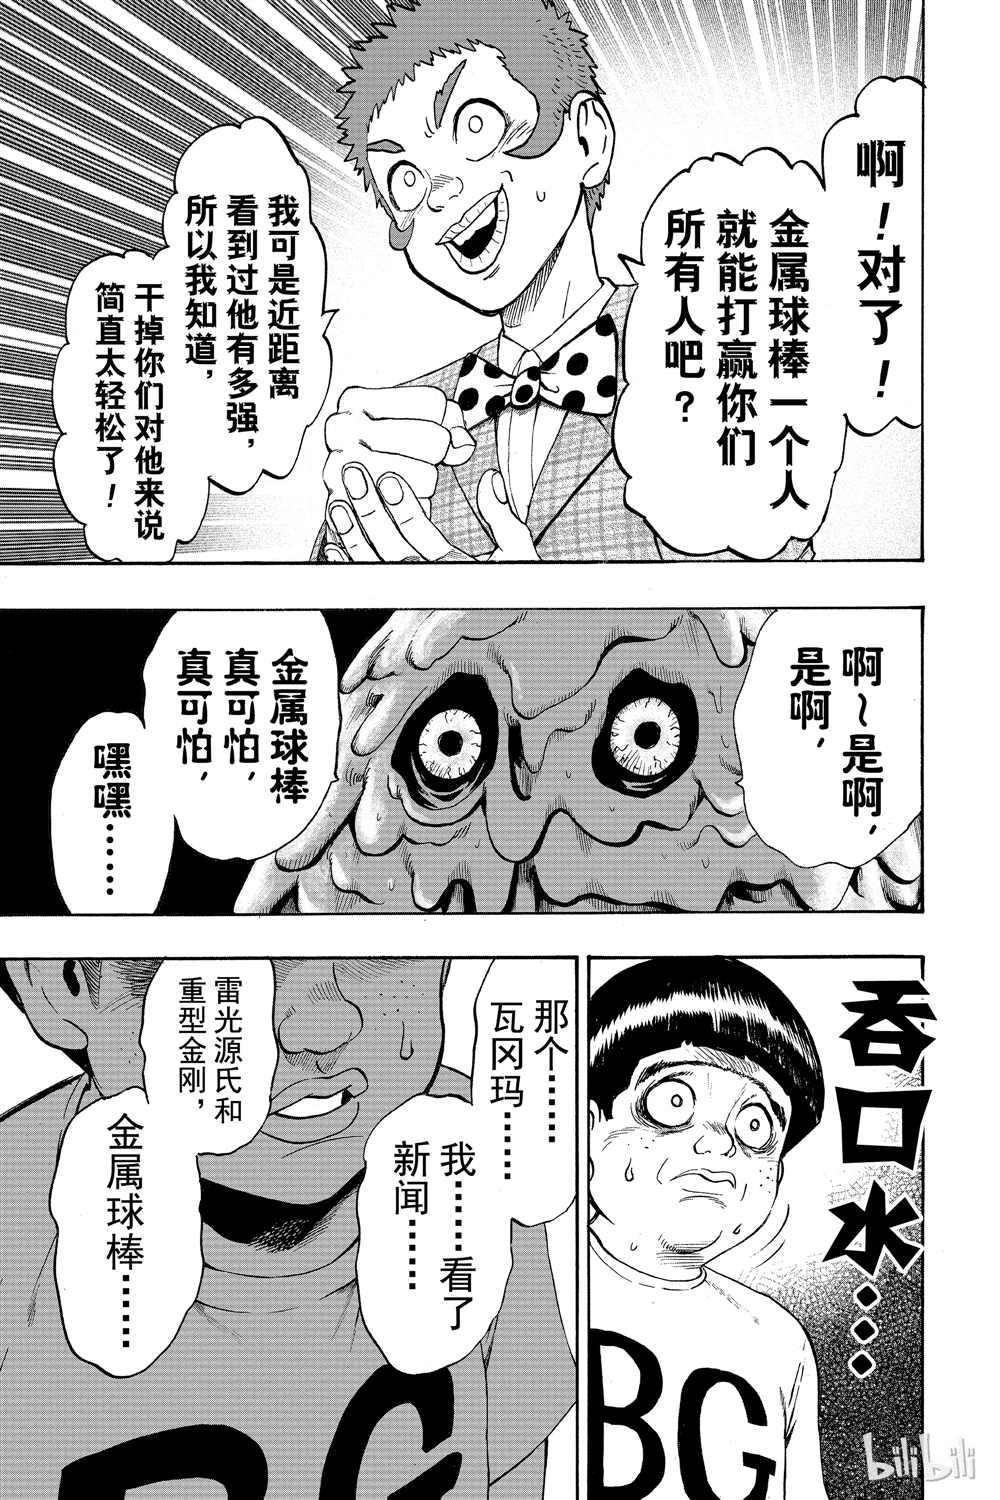 啊！对了！
金属球棒一个人
就能打赢你们
所有人吧？
我可是近距离
看到过他有多强，
所以我知道，
干掉你们对他来说
简直太轻松了！
啊～是啊，
是啊，
金属球棒
真可怕，
真可怕，
嘿嘿……
吞口水……
BG
那个……
瓦冈玛……
我……看了
新闻……
雷光源氏和
重型金刚，
金属球棒……
BG
bilibili